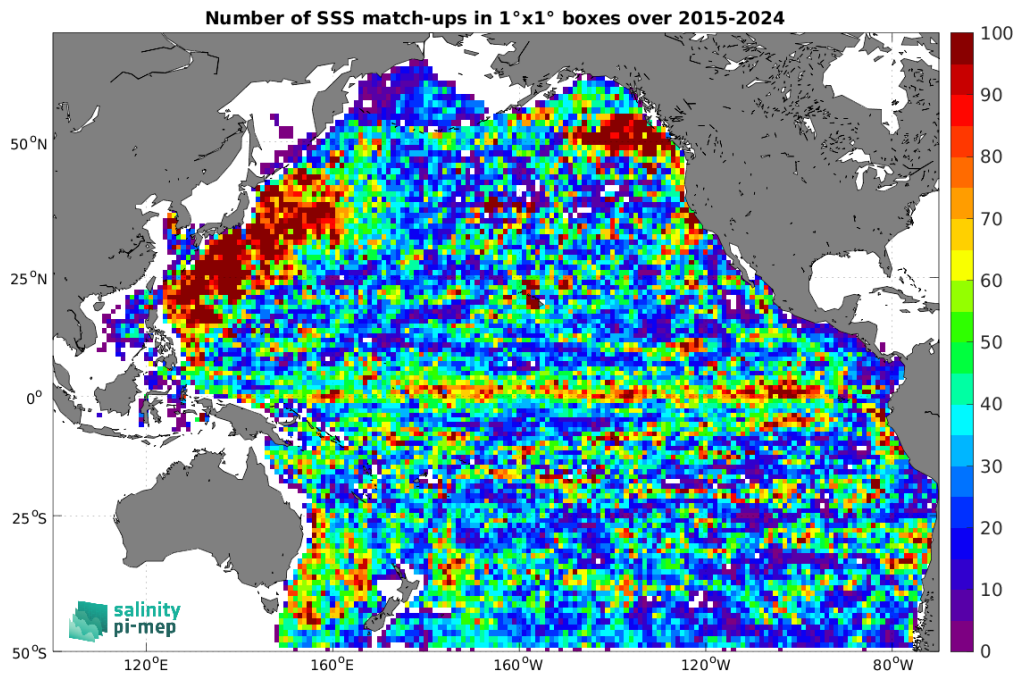 Number of SSS match-ups in 1°x1° boxes over 2015-2024
100
90
80
70
60
50
40
30
20
10
0
50°N
25°N
0°
25°S
50°S
120°E
160°E
160°W
120°W
80°W
salinity
pi-mep